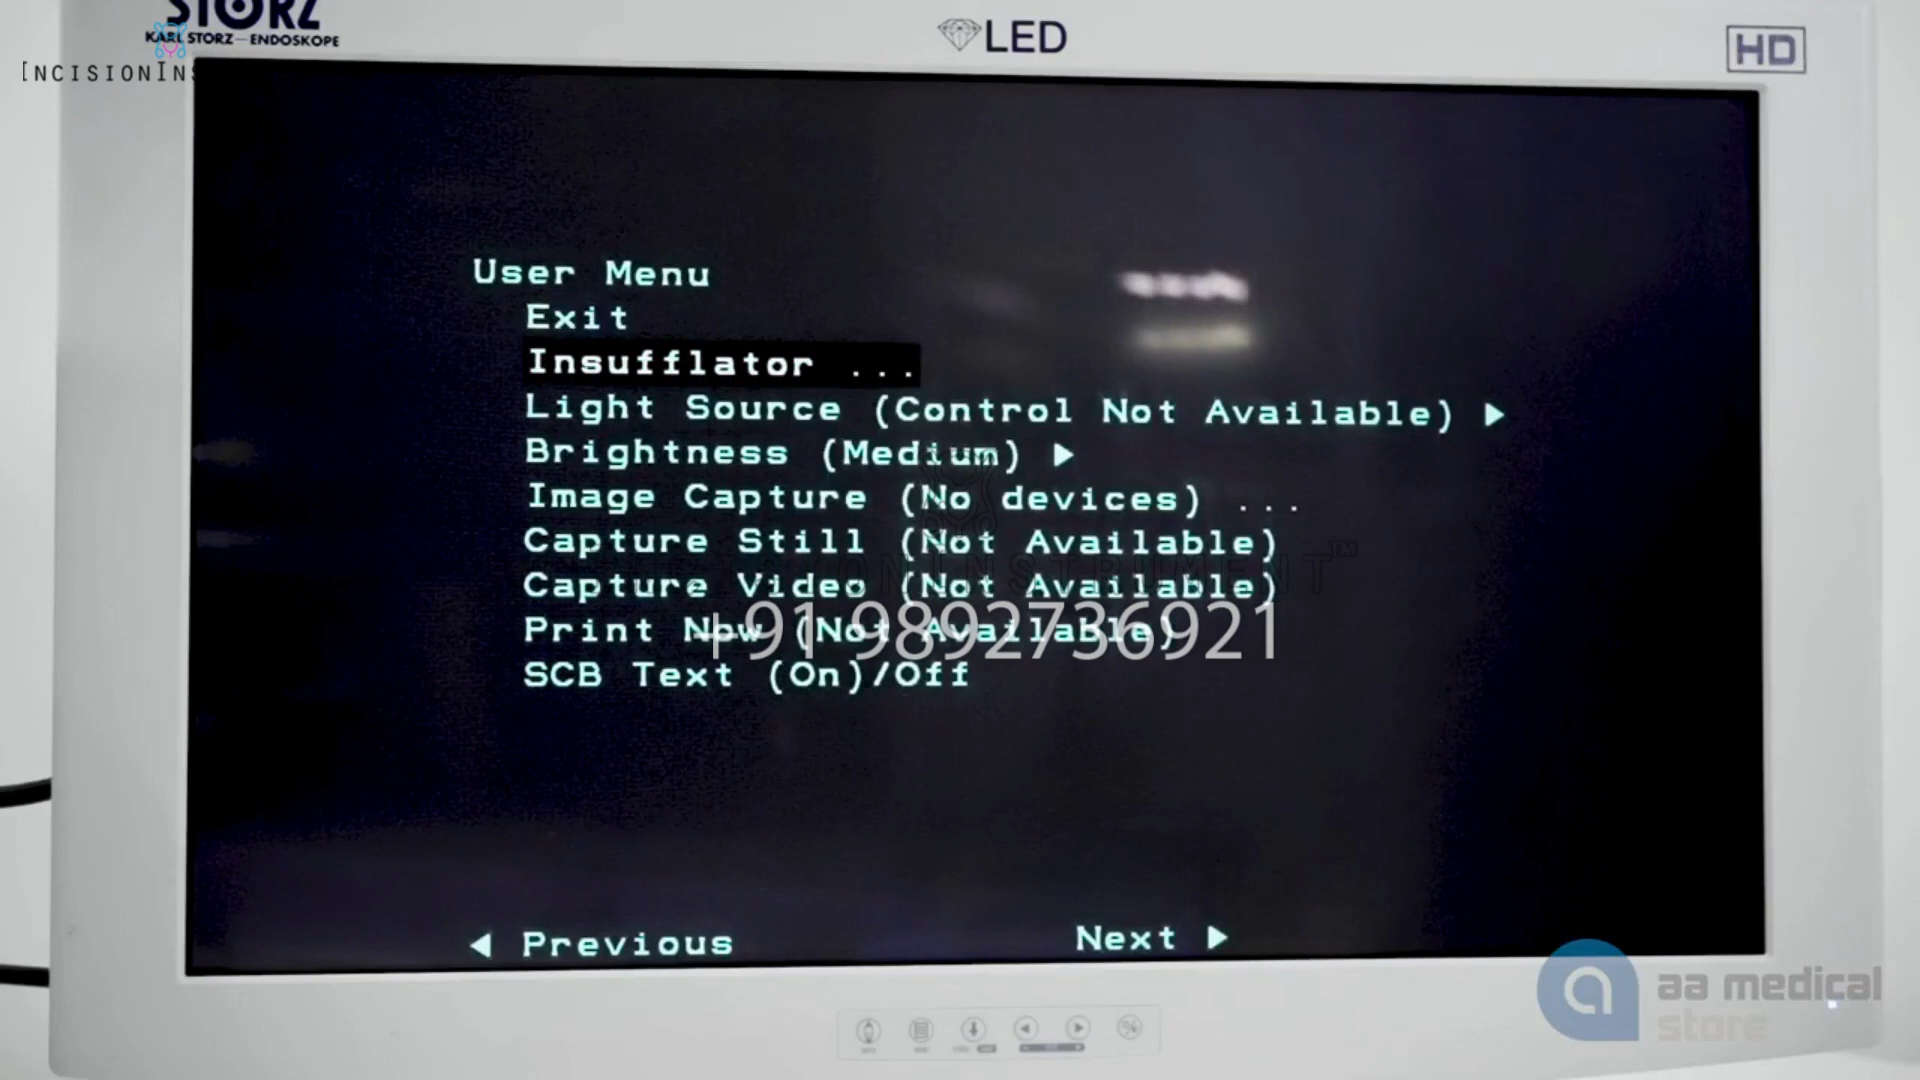 STORZ
KARL STORZ—ENDOSKOPE
LED
HD
User Menu
Exit
Insufflator ...
Light Source (Control Not Available) ▶
Brightness (Medium) ▶
Image Capture (No devices) ...
Capture Still (Not Available)
Capture Video (Not Available)
Print Now (Not Available)
+91 9892736921
SCB Text (On)/Off
◀ Previous
Next ▶
aa medical
store